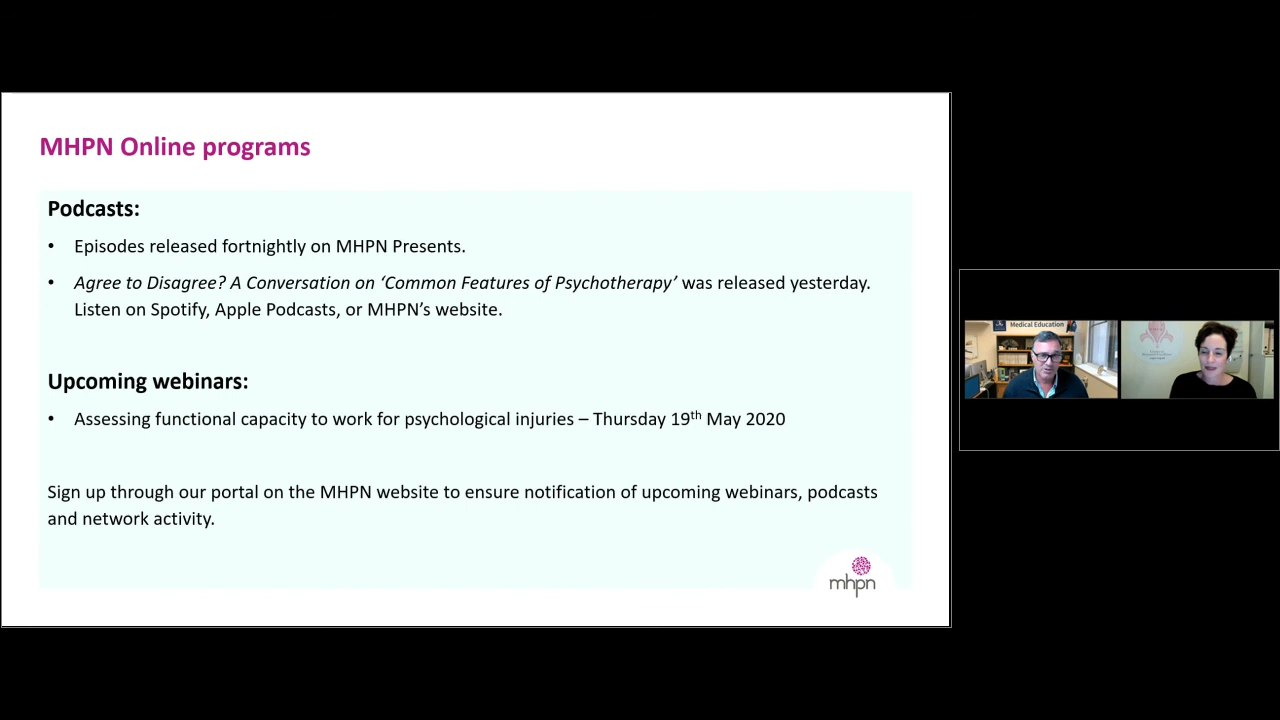 MHPN Online programs
Podcasts:
• Episodes released fortnightly on MHPN Presents.
• Agree to Disagree? A Conversation on ‘Common Features of Psychotherapy’ was released yesterday.
Listen on Spotify, Apple Podcasts, or MHPN’s website.
Upcoming webinars:
• Assessing functional capacity to work for psychological injuries – Thursday 19th May 2020
Sign up through our portal on the MHPN website to ensure notification of upcoming webinars, podcasts
and network activity.
mhpn
Medical Education